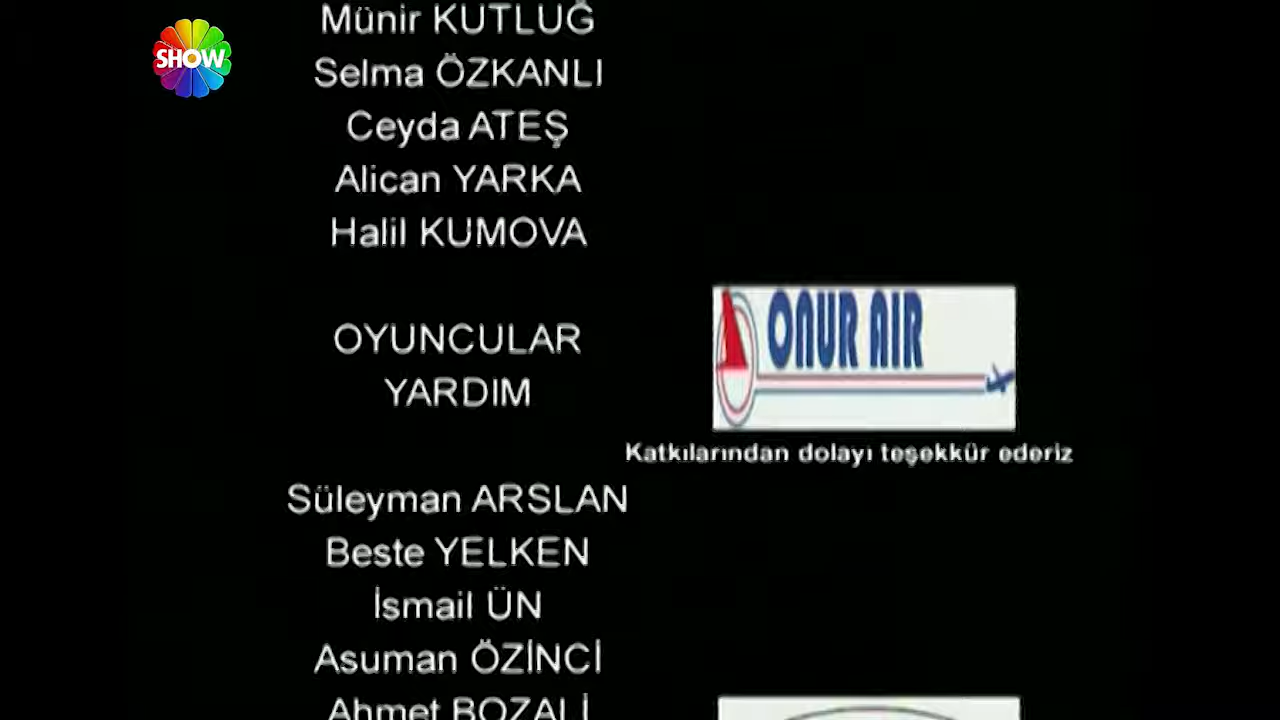 SHOW
Münir KUTLUĞ
Selma ÖZKANLI
Ceyda ATEŞ
Alican YARKA
Halil KUMOVA
OYUNCULAR
YARDIM
Süleyman ARSLAN
Beste YELKEN
İsmail ÜN
Asuman ÖZİNCİ
Ahmet BOZALİ
ONUR AIR
Katkılarından dolayı teşekkür ederiz